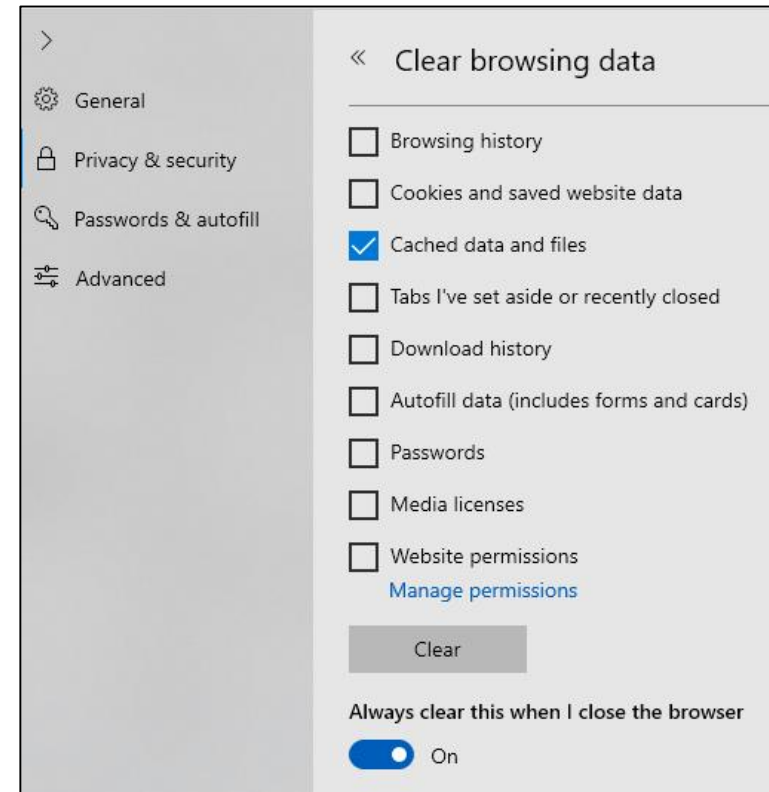 General
Privacy & security
Passwords & autofill
Advanced
Clear browsing data
Browsing history
Cookies and saved website data
Cached data and files
Tabs I've set aside or recently closed
Download history
Autofill data (includes forms and cards)
Passwords
Media licenses
Website permissions
Manage permissions
Clear
Always clear this when I close the browser
On